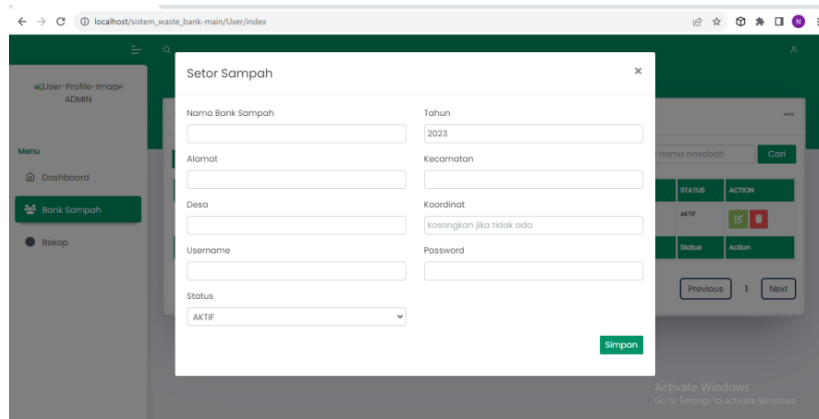 localhost/sistem_waste_bank-main/User/index
N
User-Profile-Image
ADMIN
Menu
Dashboard
Bank Sampah
Rekap
Setor Sampah
×
Nama Bank Sampah
Tahun
2023
Alamat
Kecamatan
Desa
Koordinat
kosongkan jika tidak ada
Username
Password
Status
AKTIF
Simpan
nama nasabah
Cari
STATUS ACTION
AKTIF
Status Action
Previous 1 Next
Activate Windows
Go to Settings to activate Windows.